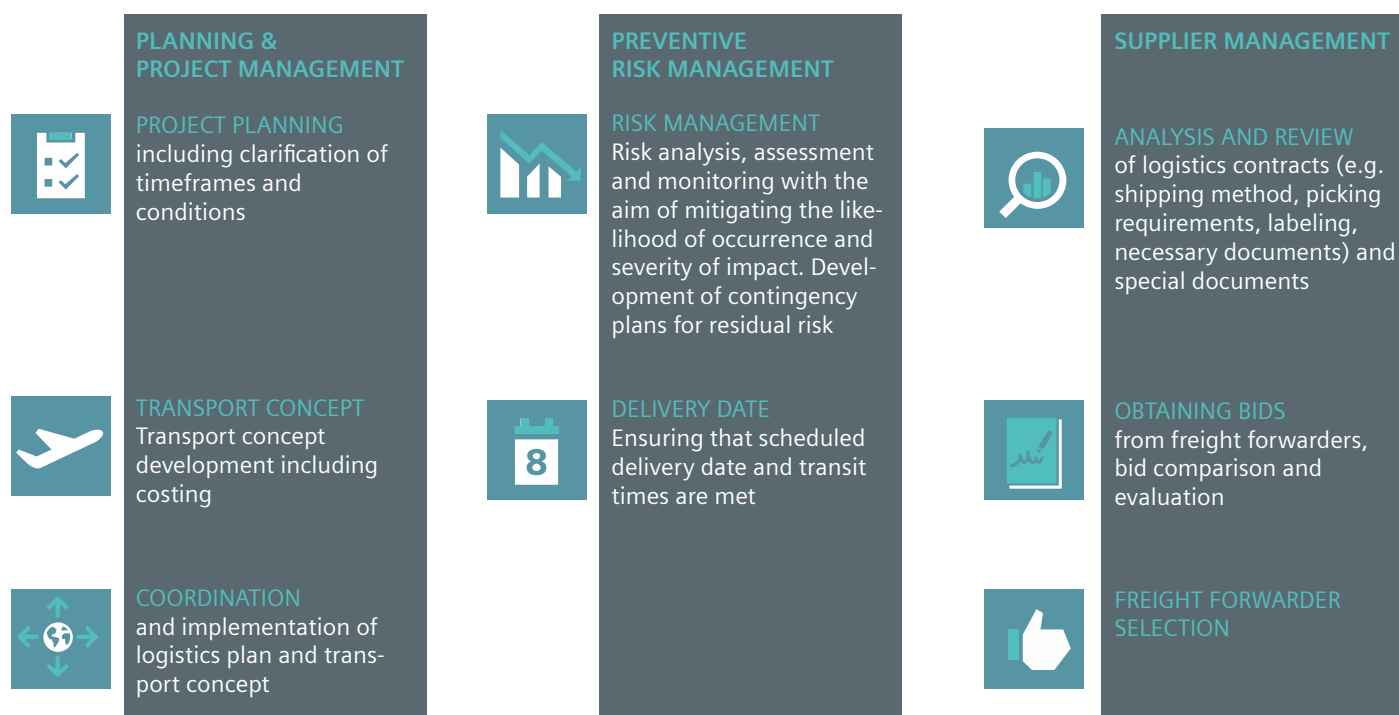 PLANNING &
PROJECT MANAGEMENT
PROJECT PLANNING
including clarification of
timeframes and
conditions
TRANSPORT CONCEPT
Transport concept
development including
costing
COORDINATION
and implementation of
logistics plan and trans-
port concept
PREVENTIVE
RISK MANAGEMENT
RISK MANAGEMENT
Risk analysis, assessment
and monitoring with the
aim of mitigating the like-
lihood of occurrence and
severity of impact. Devel-
opment of contingency
plans for residual risk
8
DELIVERY DATE
Ensuring that scheduled
delivery date and transit
times are met
SUPPLIER MANAGEMENT
ANALYSIS AND REVIEW
of logistics contracts (e.g.
shipping method, picking
requirements, labeling,
necessary documents) and
special documents
OBTAINING BIDS
from freight forwarders,
bid comparison and
evaluation
FREIGHT FORWARDER
SELECTION